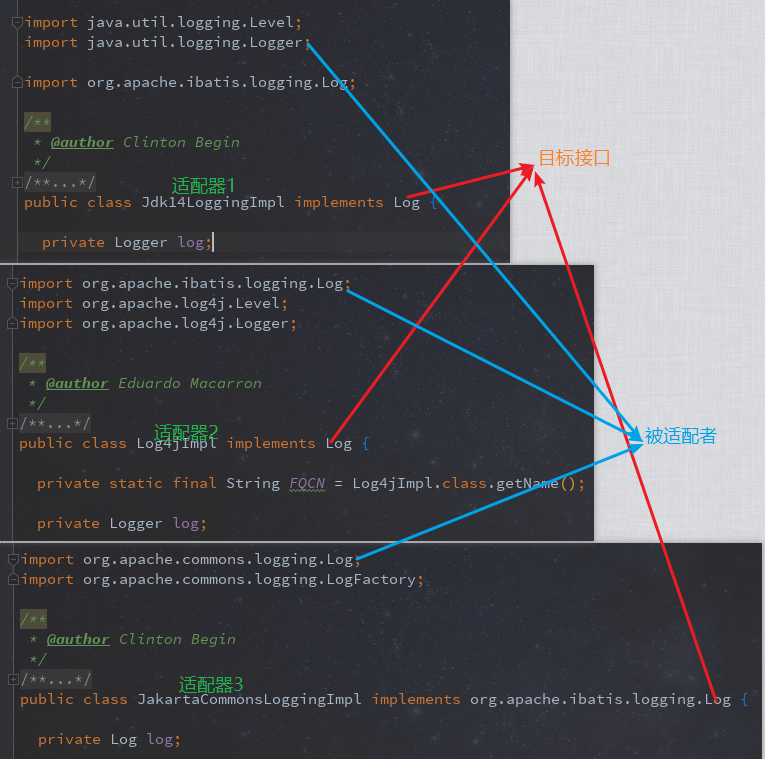 import java.util.logging.Level;
import java.util.logging.Logger;
import org.apache.ibatis.logging.Log;
目标接口
/**
* @author Clinton Begin
*/
/**...*/
适配器1
public class Jdk14LoggingImpl implements Log {
private Logger log;
import org.apache.ibatis.logging.Log;
import org.apache.log4j.Level;
import org.apache.log4j.Logger;
/**
* @author Eduardo Macarron
*/
/**...*/
适配器2
被适配者
public class Log4jImpl implements Log {
private static final String FQCN = Log4jImpl.class.getName();
private Logger log;
import org.apache.commons.logging.Log;
import org.apache.commons.logging.LogFactory;
/**
* @author Clinton Begin
*/
/**...*/
适配器3
public class JakartaCommonsLoggingImpl implements org.apache.ibatis.logging.Log {
private Log log;